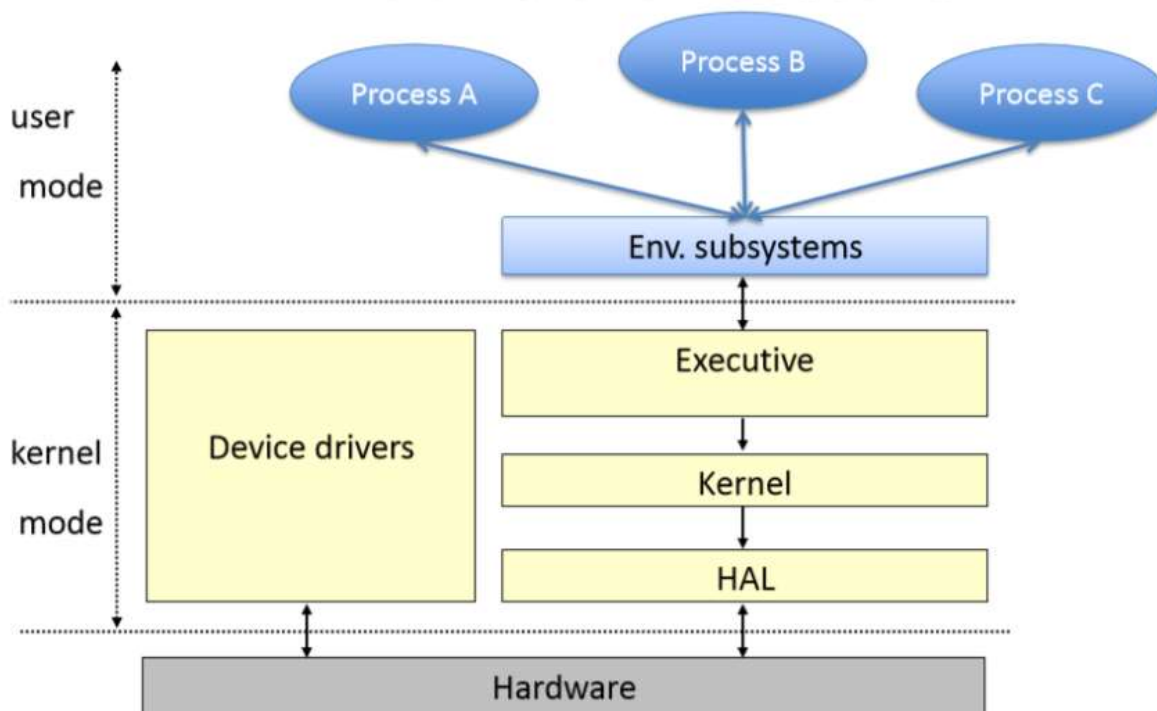 Process A
Process B
Process C
user
mode
Env. subsystems
kernel
mode
Device drivers
Executive
Kernel
HAL
Hardware